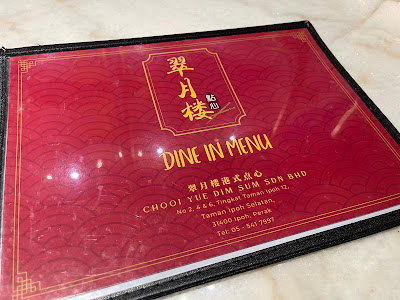 翠月楼
點心
DINE IN MENU
翠月楼港式点心
CHOOI YUE DIM SUM SDN BHD
No 2, 4 & 6, Tingkat Taman Ipoh 12,
Taman Ipoh Selatan,
31400 Ipoh, Perak
Tel: 05 - 541 7997